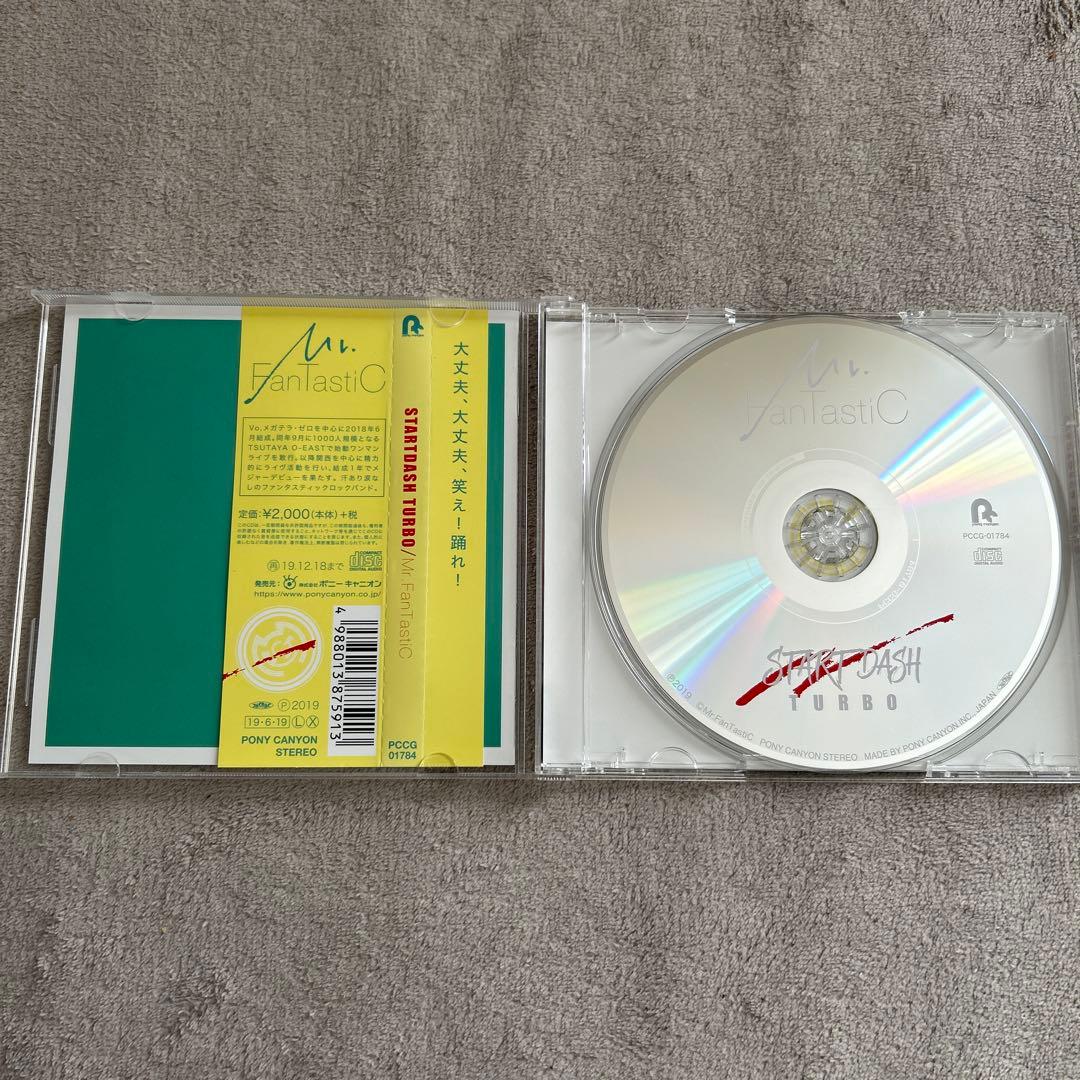 Mr.
FanTastiC
Vo.メガテラ・ゼロを中心に2018年6
月結成。同年9月に1000人規模となる
TSUTAYA O-EASTで始動ワンマン
ライブを敢行。以降関西を中心に精力
的にライヴ活動を行い、結成1年でメ
ジャーデビューを果たす。汗あり涙な
しのファンタスティックロックバンド。
定価:¥2,000(本体)+税
COMPACT
disc
DIGITAL AUDIO
再 19.12.18まで
発売元: 株式会社ポニーキャニオン
https://www.ponycanyon.co.jp/
Ⓟ2019
19·6·19 L X
PONY CANYON
STEREO
4 988013 875913
STARTDASH TURBO/Mr.FanTastiC
PCCG
01784
大丈夫、大丈夫、笑え!踊れ!
Mr.
FanTastiC
PCCG-01784
COMPACT
disc
DIGITAL AUDIO
START DASH
TURBO
Ⓟ2019 ©Mr.FanTastiC PONY CANYON STEREO MADE BY PONY CANYON INC., JAPAN